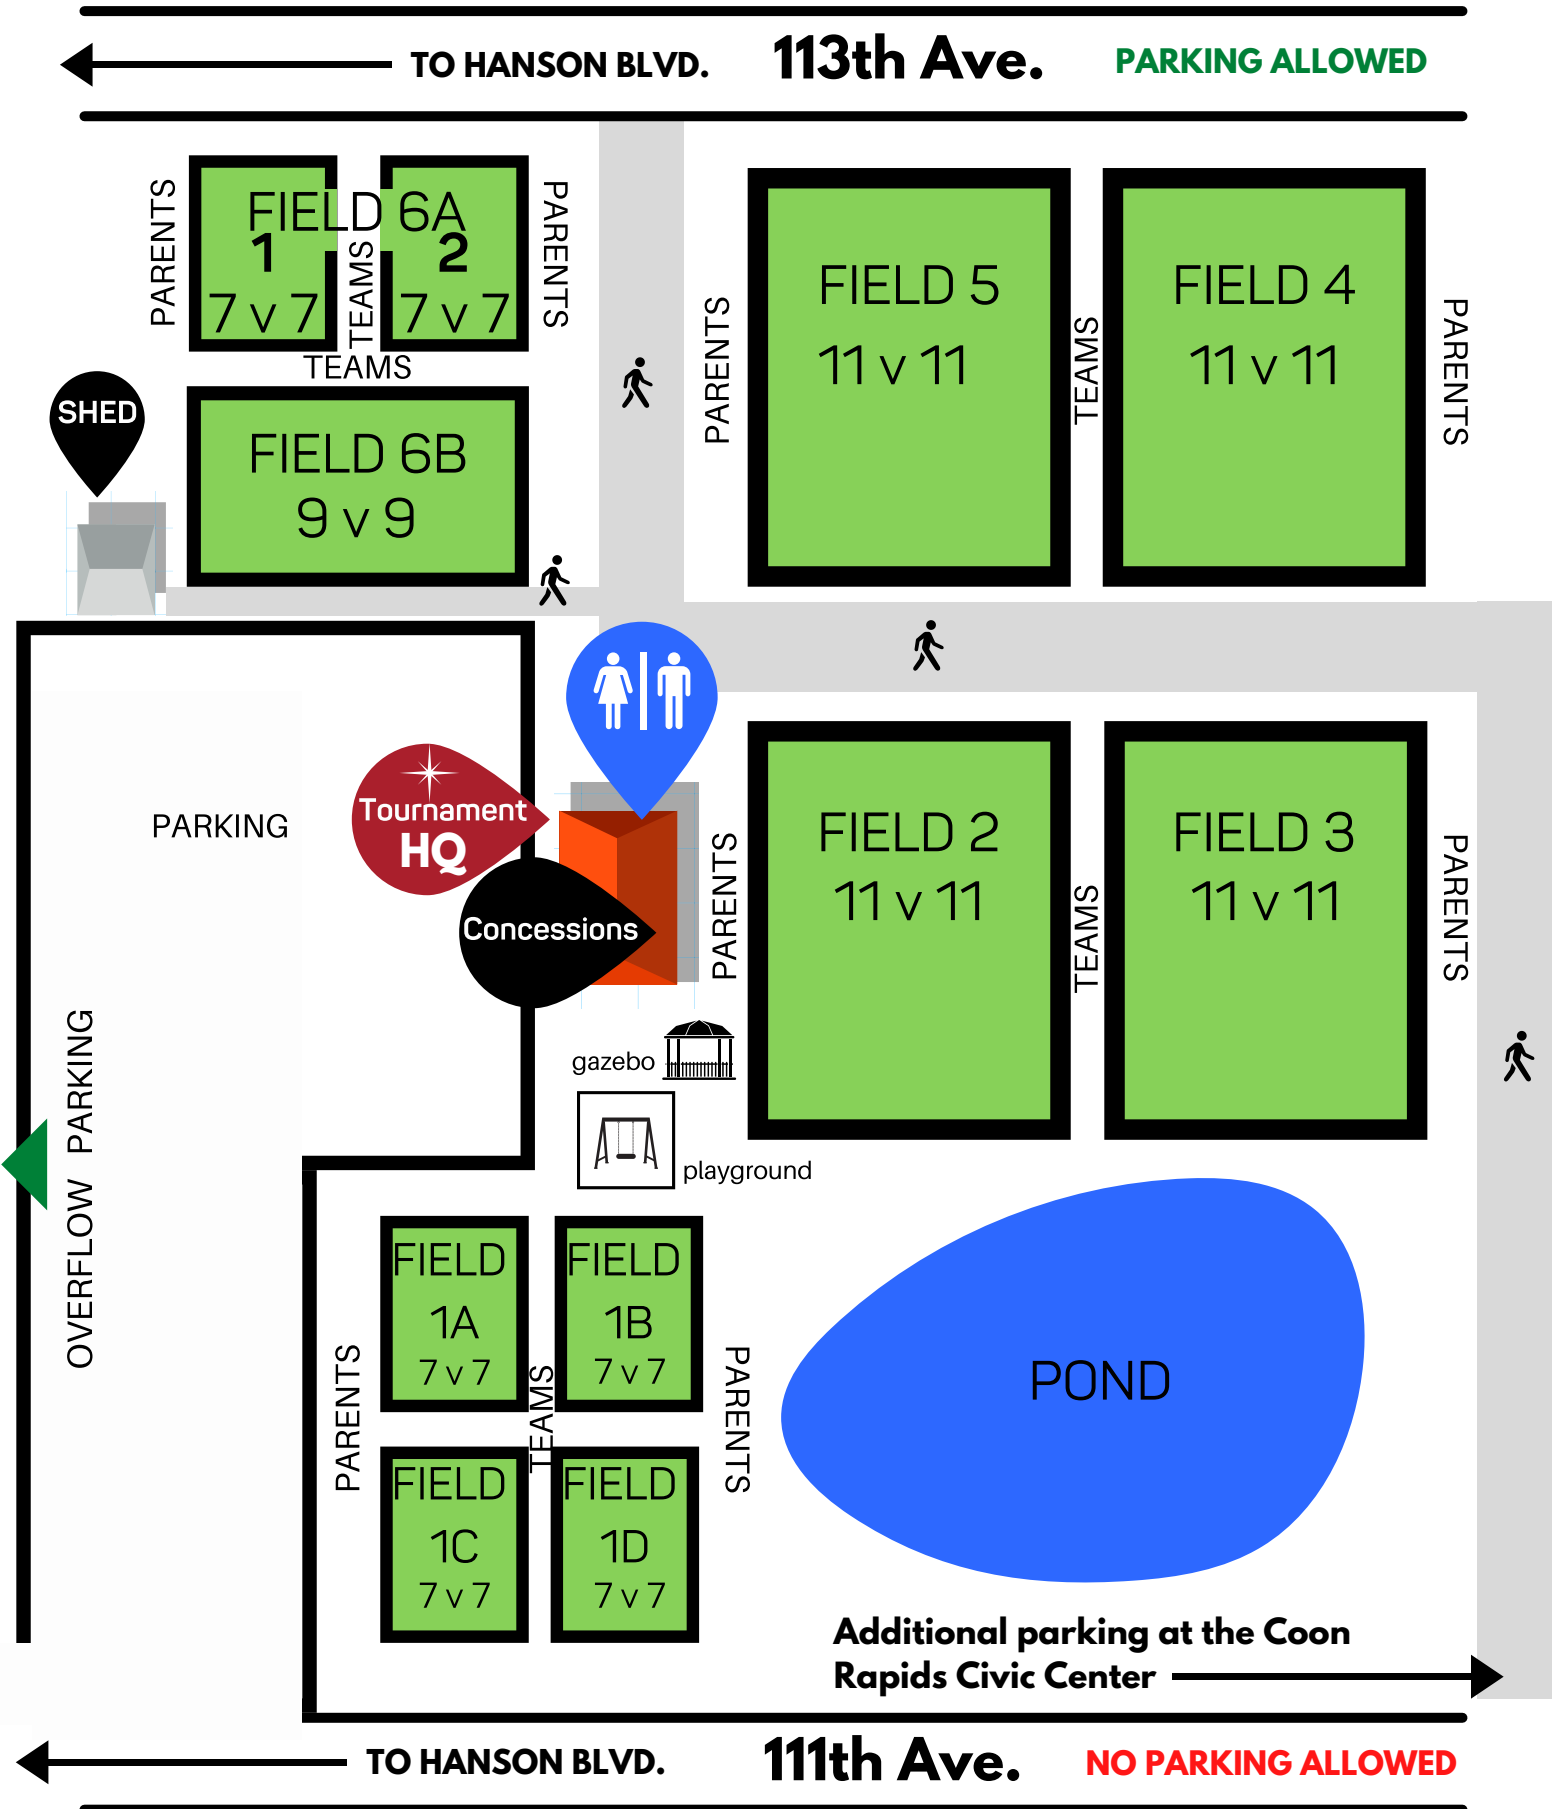 TO HANSON BLVD.
113th Ave.
PARKING ALLOWED
PARENTS
FIELD 6A
1
2
7 v 7
7 v 7
TEAMS
PARENTS
TEAMS
SHED
FIELD 6B
9 v 9
PARENTS
FIELD 5
11 v 11
TEAMS
FIELD 4
11 v 11
PARENTS
PARKING
Tournament
HQ
Concessions
PARENTS
FIELD 2
11 v 11
TEAMS
FIELD 3
11 v 11
PARENTS
gazebo
playground
OVERFLOW PARKING
PARENTS
FIELD
1A
7 v 7
FIELD
1B
7 v 7
TEAMS
FIELD
1C
7 v 7
FIELD
1D
7 v 7
PARENTS
POND
Additional parking at the Coon
Rapids Civic Center
TO HANSON BLVD.
111th Ave.
NO PARKING ALLOWED